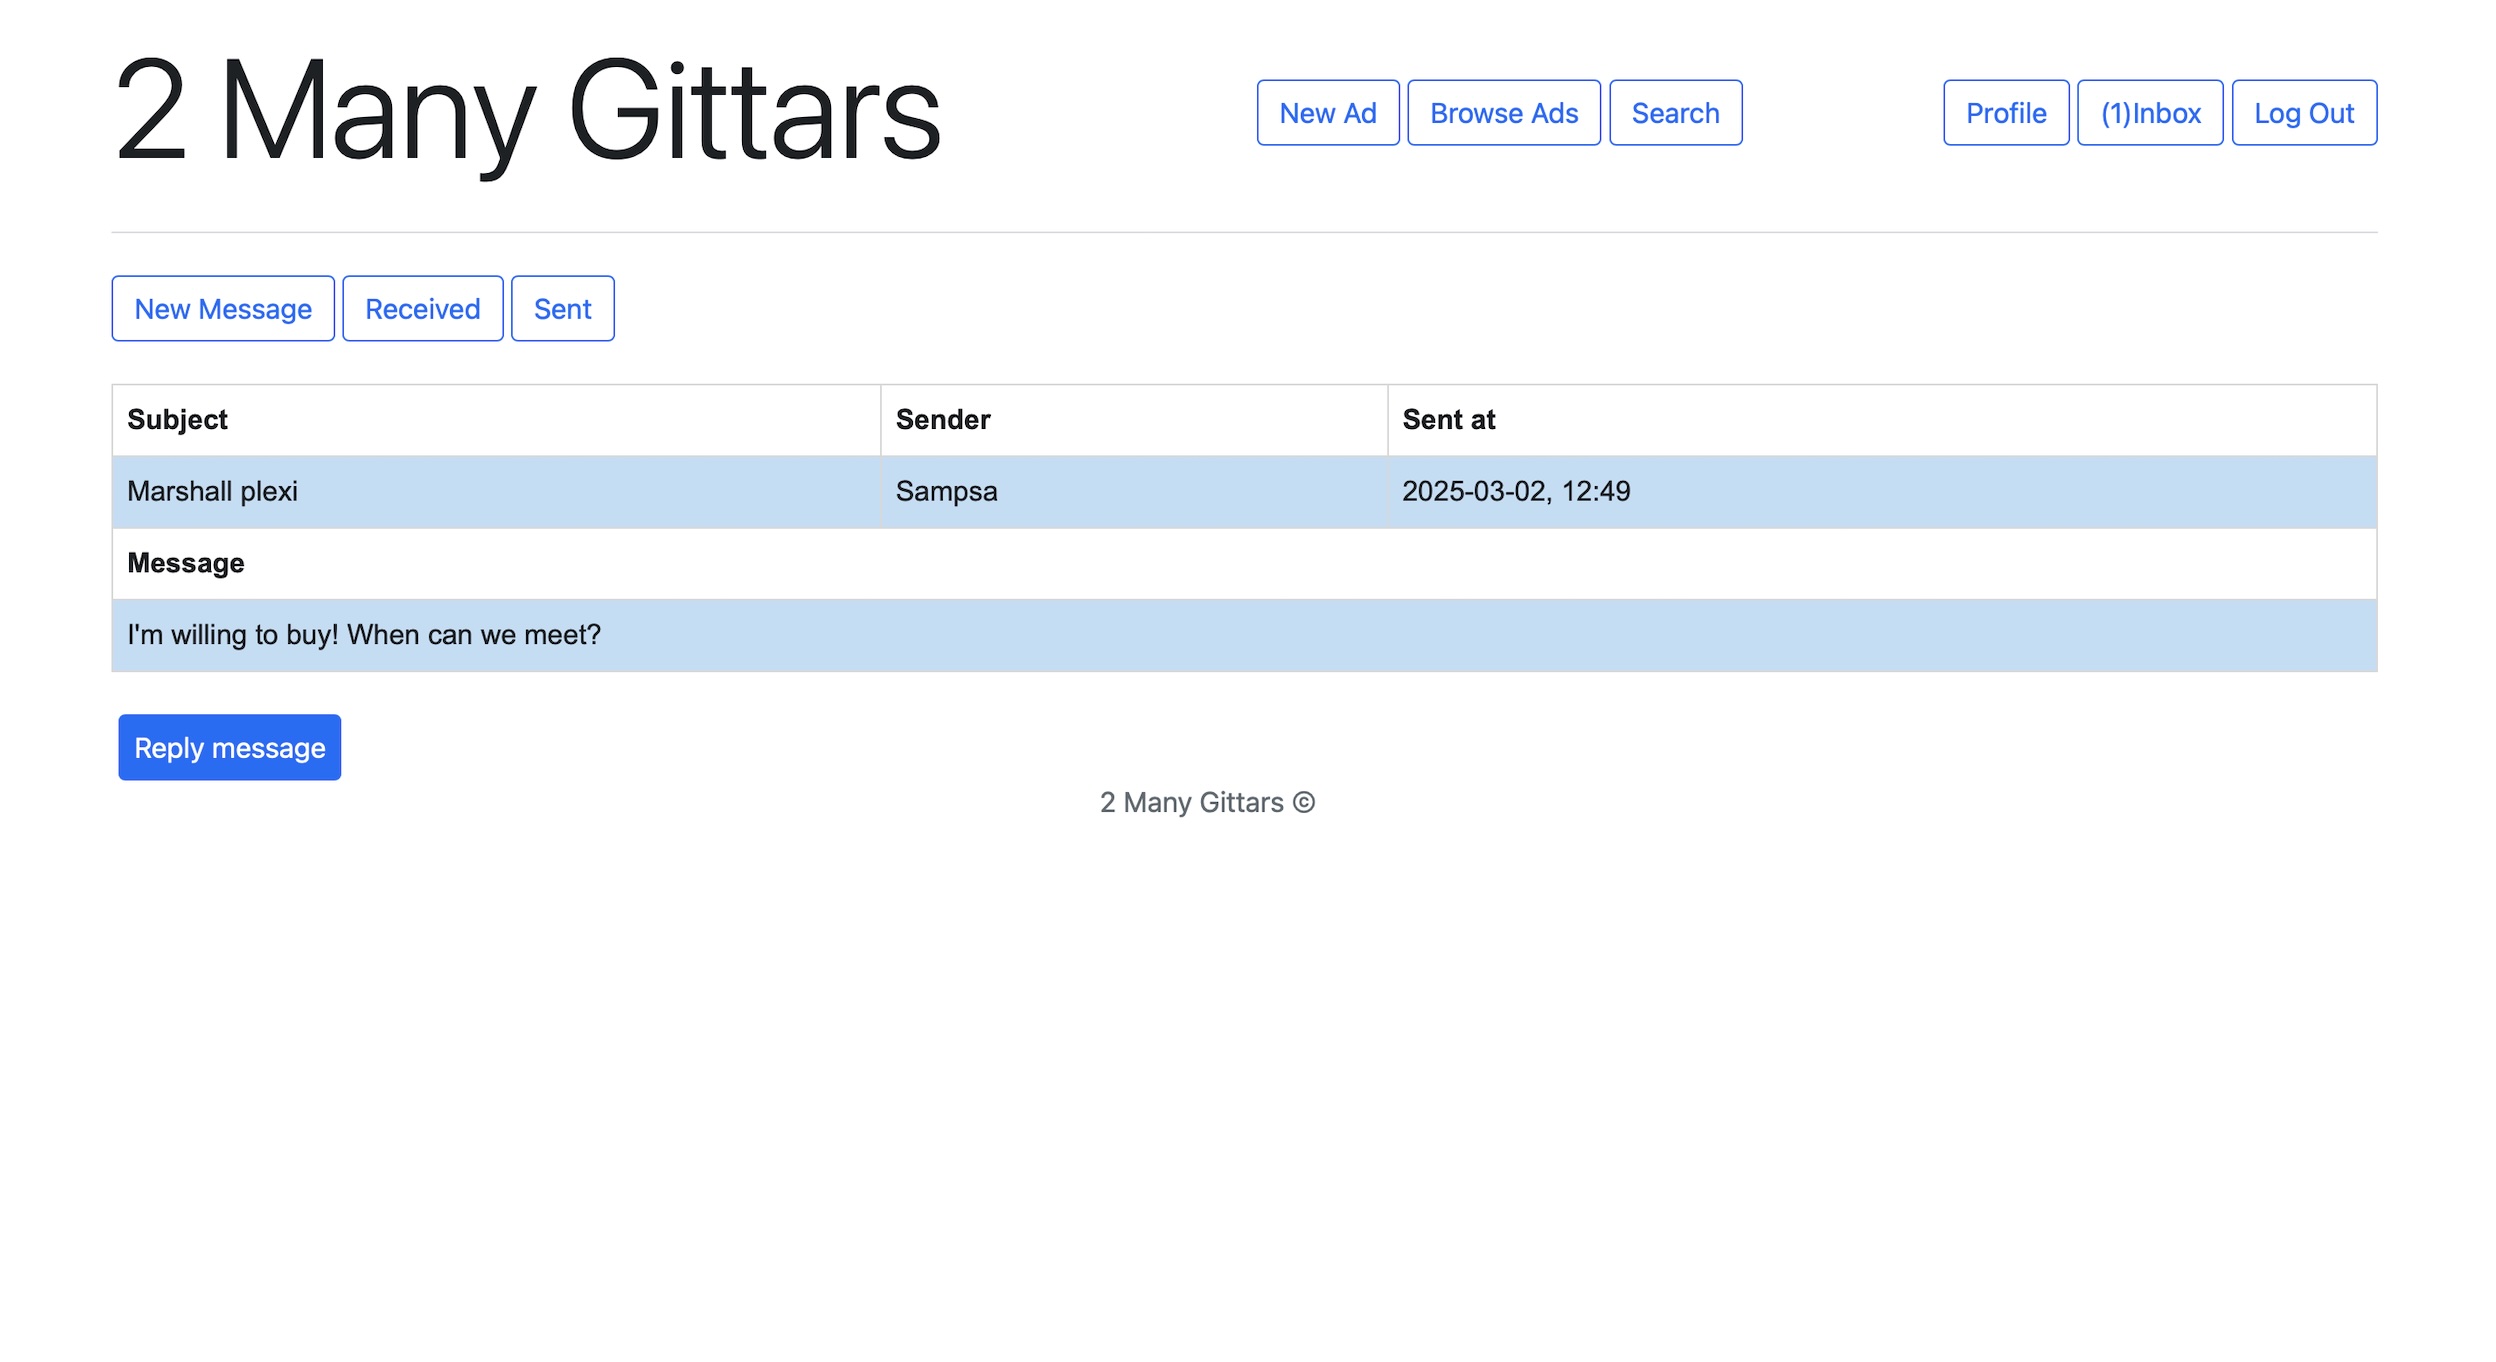 2 Many Gittars
New Ad Browse Ads Search Profile (1)Inbox Log Out
New Message Received Sent
Subject Sender Sent at
Marshall plexi Sampsa 2025-03-02, 12:49
Message
I'm willing to buy! When can we meet?
Reply message
2 Many Gittars ©